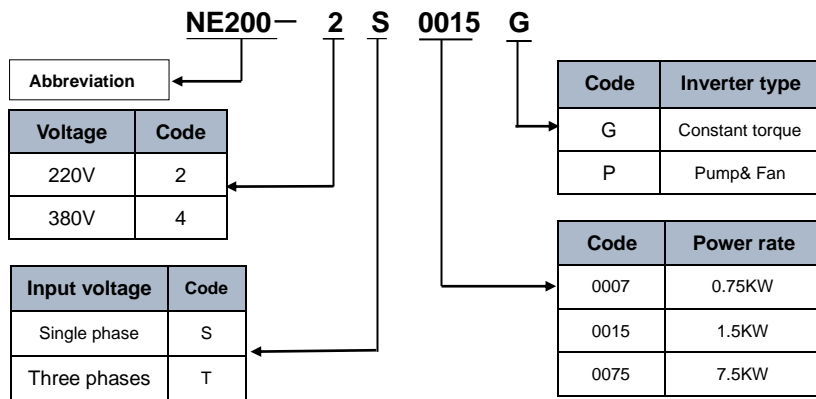 NE200— 2 S 0015 G
Abbreviation
Voltage Code
220V 2
380V 4
Input voltage Code
Single phase S
Three phases T
Code Inverter type
G Constant torque
P Pump& Fan
Code Power rate
0007 0.75KW
0015 1.5KW
0075 7.5KW